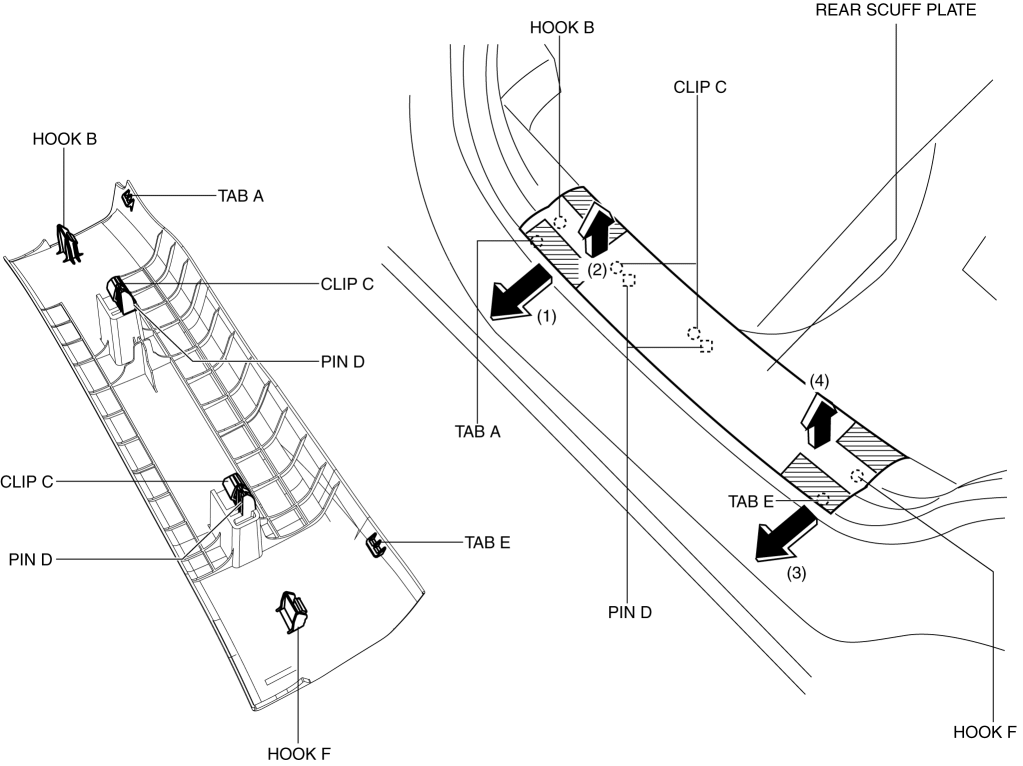 HOOK B
TAB A
CLIP C
PIN D
CLIP C
PIN D
TAB E
HOOK F
REAR SCUFF PLATE
HOOK B
CLIP C
(2)
(1)
(4)
TAB A
TAB E
(3)
PIN D
HOOK F